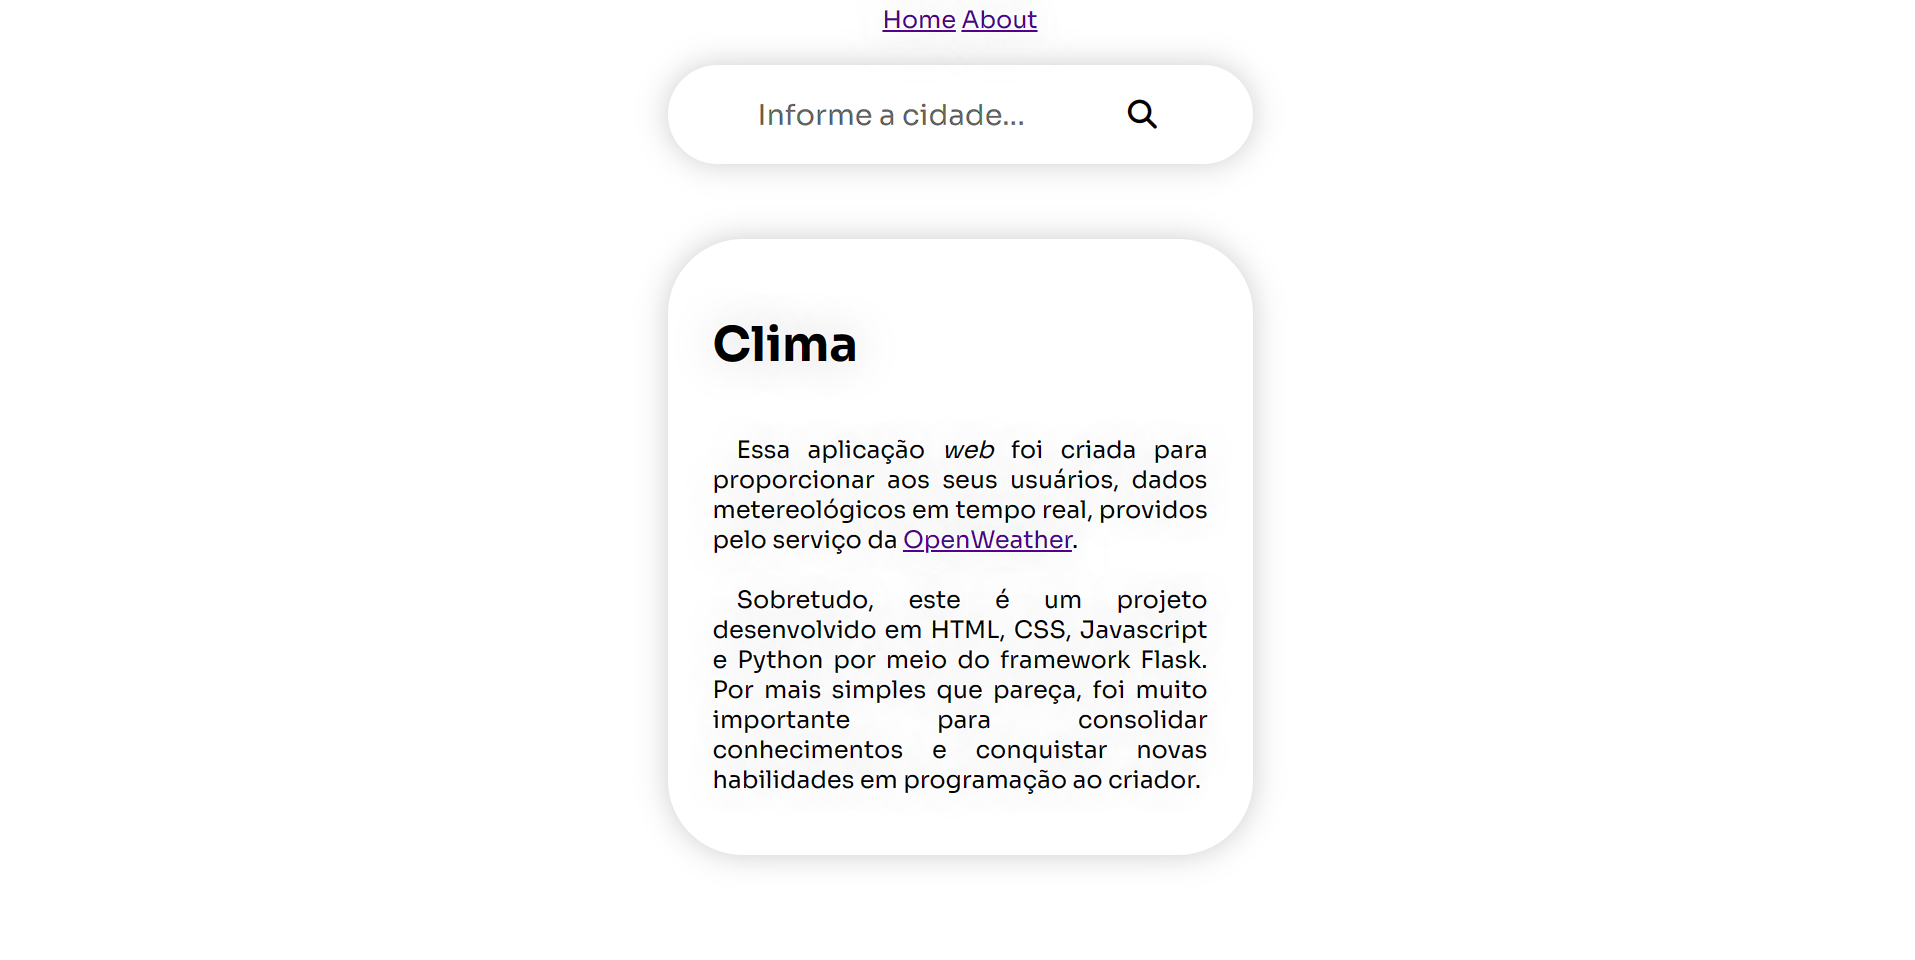 Home About
Informe a cidade...
Clima
Essa aplicação web foi criada para
proporcionar aos seus usuários, dados
metereológicos em tempo real, providos
pelo serviço da OpenWeather.
Sobretudo, este é um projeto
desenvolvido em HTML, CSS, Javascript
e Python por meio do framework Flask.
Por mais simples que pareça, foi muito
importante para consolidar
conhecimentos e conquistar novas
habilidades em programação ao criador.